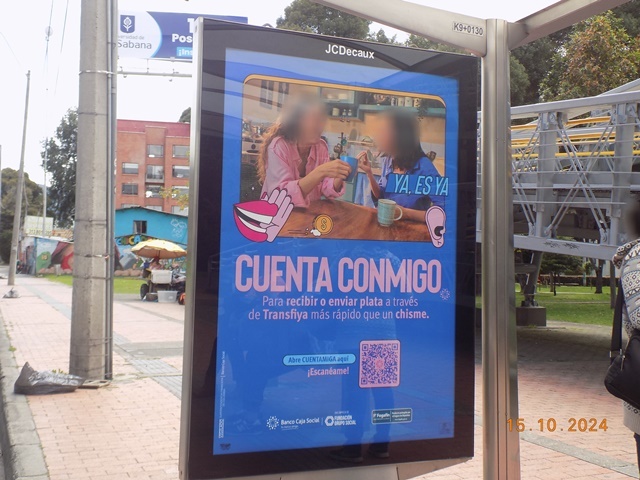 Sabana
JCDecaux
K9+0130
YA, ES YA
CUENTA CONMIGO
Para recibir o enviar plata a través
de Transfiya más rápido que un chisme.
Abre CUENTAMIGA aquí
¡Escanéame!
Banco Caja Social
FUNDACIÓN
GRUPO SOCIAL
15.10.2024